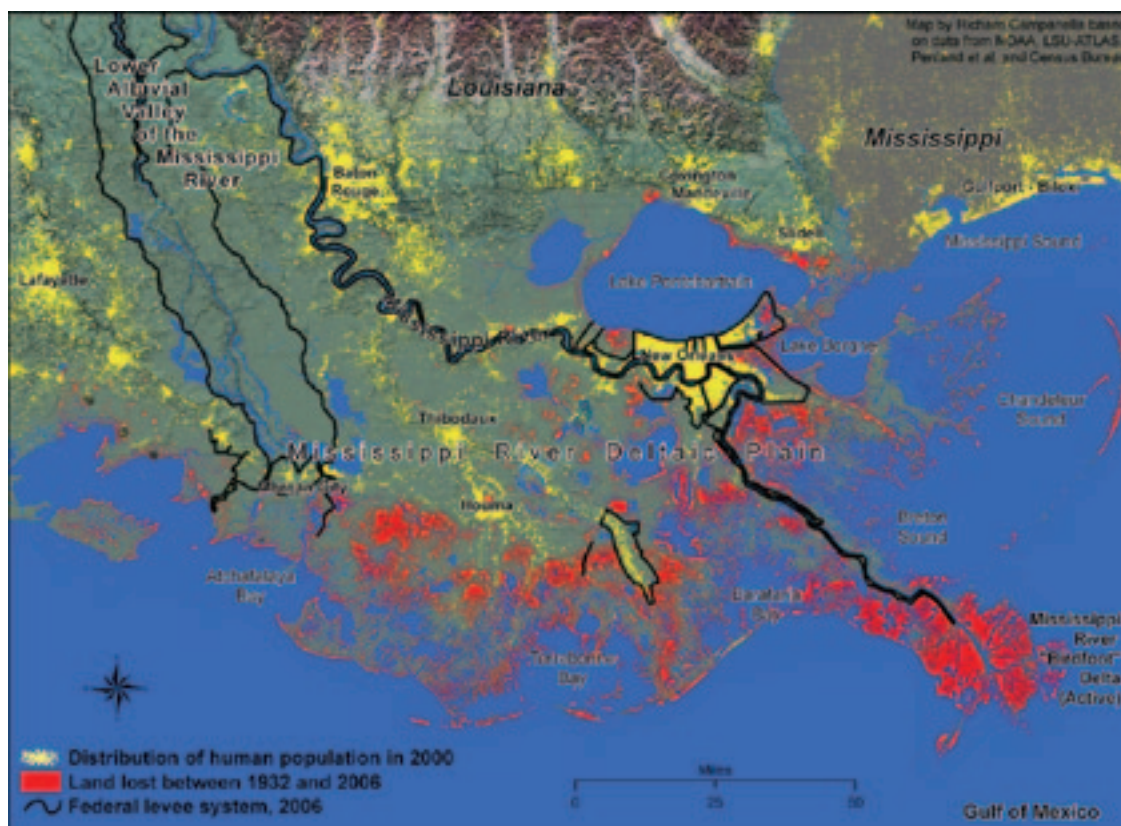 Map by Richard Campanella based
on data from NOAA, LSU-ATLAS,
Penland et al. and Census Bureau
Lower
Alluvial
Valley
of the
Mississippi
River
Louisiana
Mississippi
Baton
Rouge
Covington
Mandeville
Slidell
Gulfport - Biloxi
Mississippi Sound
Lafayette
Lake Pontchartrain
Mississippi River
New Orleans
Lake Borgne
Chandeleur
Sound
Thibodaux
Mississippi River Deltaic Plain
Morgan City
Houma
Breton
Sound
Atchafalaya
Bay
Barataria
Bay
Terrebonne
Bay
Mississippi
River
"Birdfoot"
Delta
(Active)
Distribution of human population in 2000
Land lost between 1932 and 2006
Federal levee system, 2006
Miles
0 25 50
Gulf of Mexico